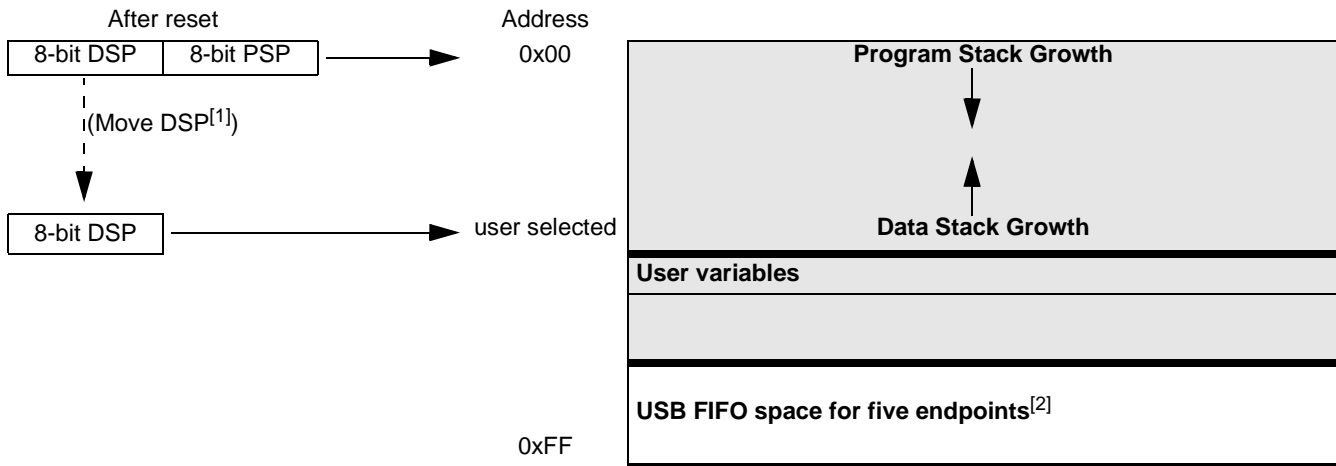 After reset
Address
8-bit DSP
8-bit PSP
0x00
Program Stack Growth
(Move DSP[1])
8-bit DSP
user selected
Data Stack Growth
User variables
USB FIFO space for five endpoints[2]
0xFF